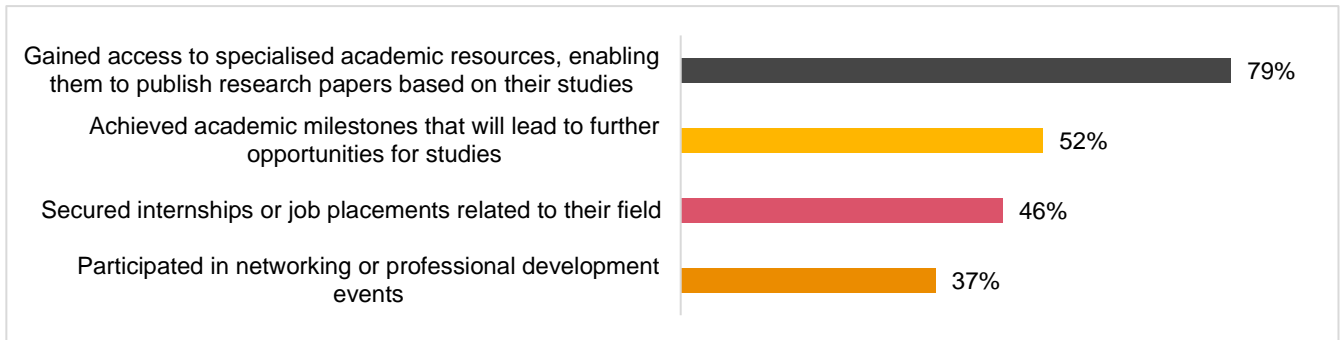 Gained access to specialised academic resources, enabling
them to publish research papers based on their studies
79%
Achieved academic milestones that will lead to further
opportunities for studies
52%
Secured internships or job placements related to their field
46%
Participated in networking or professional development
events
37%